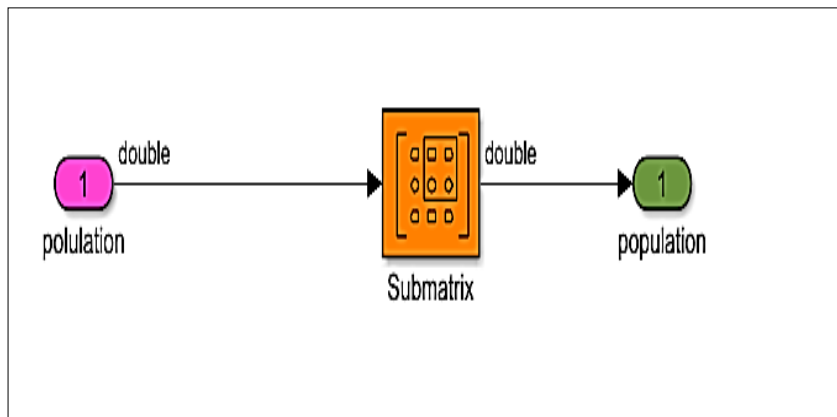 double
double
1
1
polulation
population
Submatrix